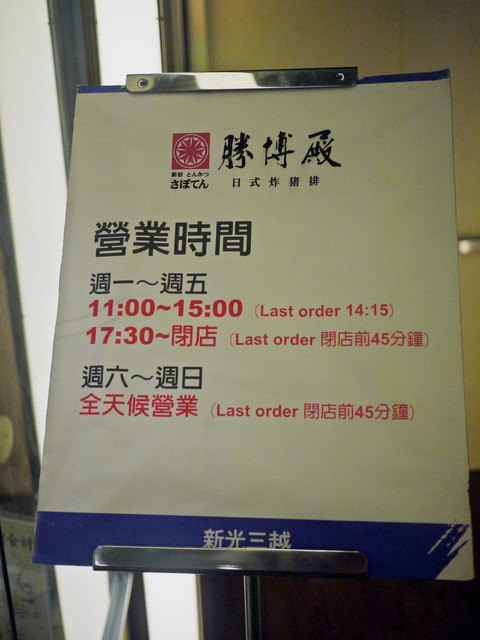 勝博殿
新宿 とんかつ
さぼてん
日式炸猪排
營業時間
週一～週五
11:00~15:00 (Last order 14:15)
17:30~閉店 (Last order 閉店前45分鐘)
週六～週日
全天候營業 (Last order 閉店前45分鐘)
新光三越